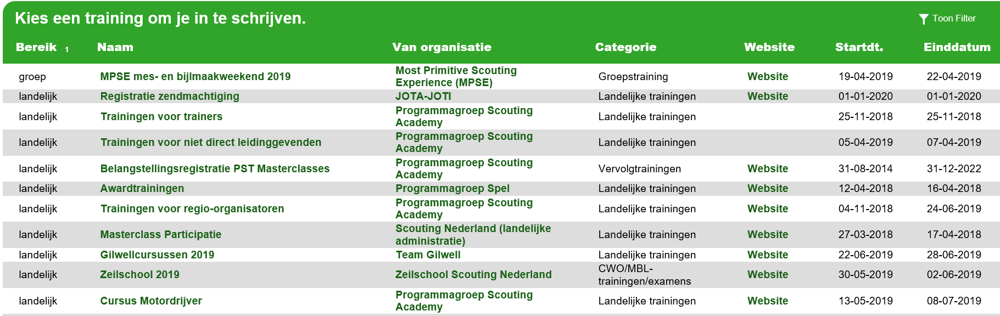 Kies een training om je in te schrijven.
Toon Filter
Bereik 1 Naam Van organisatie Categorie Website Startdt. Einddatum
groep MPSE mes- en bijlmaakweekend 2019 Most Primitive Scouting Experience (MPSE) Groepstraining Website 19-04-2019 22-04-2019
landelijk Registratie zendmachtiging JOTA-JOTI Landelijke trainingen Website 01-01-2020 01-01-2020
landelijk Trainingen voor trainers Programmagroep Scouting Academy Landelijke trainingen 25-11-2018 25-11-2018
landelijk Trainingen voor niet direct leidinggevenden Programmagroep Scouting Academy Landelijke trainingen 05-04-2019 07-04-2019
landelijk Belangstellingsregistratie PST Masterclasses Programmagroep Scouting Academy Vervolgtrainingen Website 31-08-2014 31-12-2022
landelijk Awardtrainingen Programmagroep Spel Landelijke trainingen Website 12-04-2018 16-04-2018
landelijk Trainingen voor regio-organisatoren Programmagroep Scouting Academy Landelijke trainingen Website 04-11-2018 24-06-2019
landelijk Masterclass Participatie Scouting Nederland (landelijke administratie) Landelijke trainingen Website 27-03-2018 17-04-2018
landelijk Gilwellcursussen 2019 Team Gilwell Landelijke trainingen Website 22-06-2019 28-06-2019
landelijk Zeilschool 2019 Zeilschool Scouting Nederland CWO/MBL-trainingen/examens Website 30-05-2019 02-06-2019
landelijk Cursus Motordrijver Programmagroep Scouting Academy Landelijke trainingen Website 13-05-2019 08-07-2019